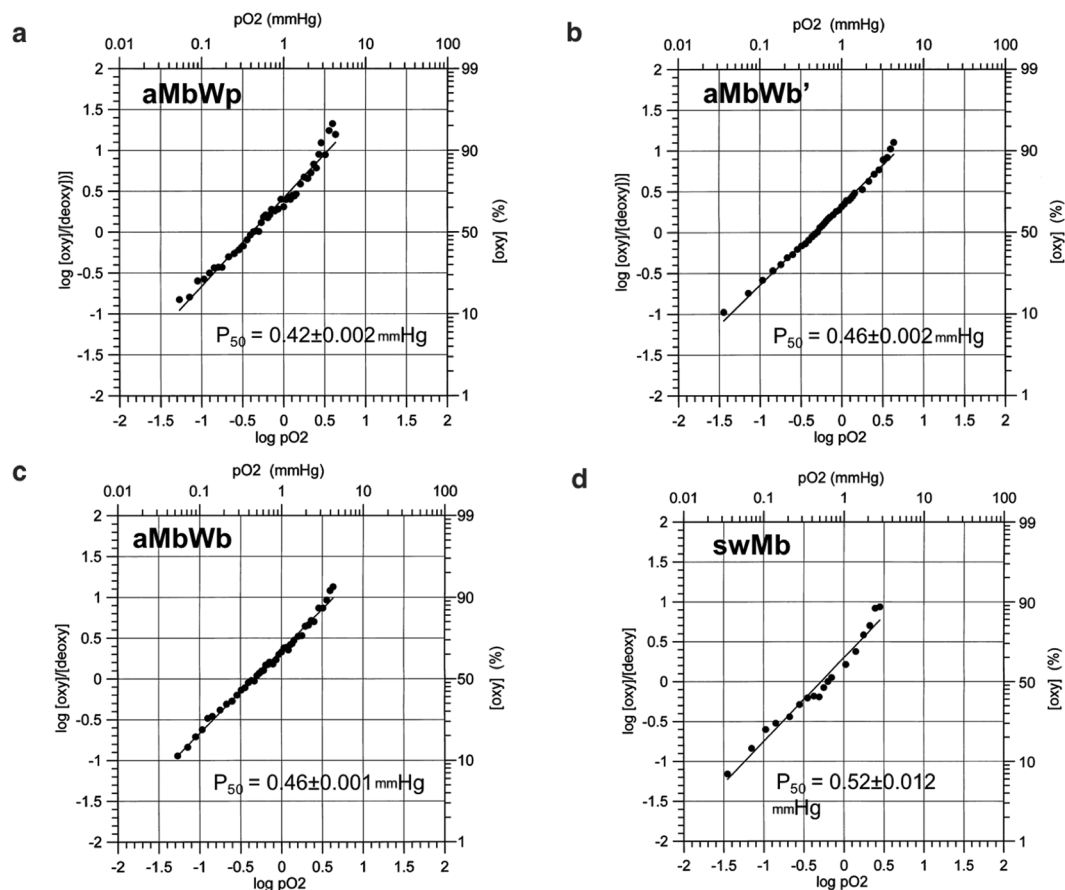 a
pO2 (mmHg)
0.01 0.1 1 10 100
aMbWp
2 1.5 1 0.5 0 -0.5 -1 -1.5 -2
log [oxy]/[deoxy])]
99 90 50 10 1
[oxy] (%)
P50 = 0.42±0.002 mmHg
-2 -1.5 -1 -0.5 0.0 0.5 1 1.5 2
log pO2
b
pO2 (mmHg)
0.01 0.1 1 10 100
aMbWb’
2 1.5 1 0.5 0 -0.5 -1 -1.5 -2
log [oxy]/[deoxy))]
99 90 50 10 1
[oxy] (%)
P50 = 0.46±0.002 mmHg
-2 -1.5 -1 -0.5 0.0 0.5 1 1.5 2
log pO2
c
pO2 (mmHg)
0.01 0.1 1 10 100
aMbWb
2 1.5 1 0.5 0 -0.5 -1 -1.5 -2
log [oxy]/[deoxy]
99 90 50 10 1
[oxy] (%)
P50 = 0.46±0.001 mmHg
-2 -1.5 -1 -0.5 0.0 0.5 1 1.5 2
log pO2
d
pO2 (mmHg)
0.01 0.1 1 10 100
swMb
2 1.5 1 0.5 0 -0.5 -1 -1.5 -2
log [oxy]/[deoxy]
99 90 50 10 1
[oxy] (%)
P50 = 0.52±0.012
mmHg
-2 -1.5 -1 -0.5 0.0 0.5 1 1.5 2
log pO2